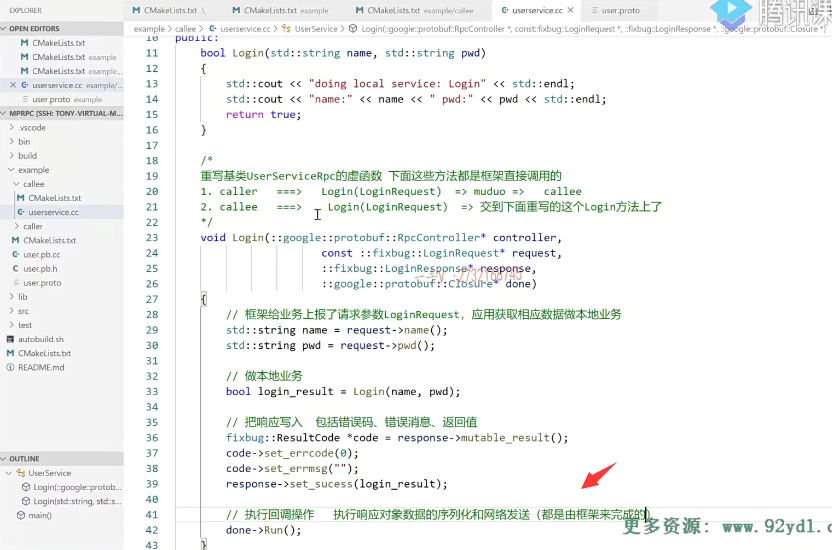 EXPLORER
CMakeLists.txt .\
CMakeLists.txt example
CMakeLists.txt example/callee
userservice.cc
user.proto
腾讯课
OPEN EDITORS
CMakeLists.txt
CMakeLists.txt example
CMakeLists.txt example...
userservice.cc example/...
user.proto example
MPRPC [SSH: TONY-VIRTUAL-M...
.vscode
bin
build
example
callee
CMakeLists.txt
userservice.cc
caller
CMakeLists.txt
user.pb.cc
user.pb.h
user.proto
lib
src
test
autobuild.sh
CMakeLists.txt
README.md
OUTLINE
UserService
Login(::google::protob...
Login(std::string, std::s...
main()
example > callee > userservice.cc > UserService > Login(::google::protobuf::RpcController *, const::fixbug::LoginRequest *, ::fixbug::LoginResponse *, ::google::protobuf::Closure *)
10 public:
11 bool Login(std::string name, std::string pwd)
12 {
13 std::cout << "doing local service: Login" << std::endl;
14 std::cout << "name:" << name << " pwd:" << pwd << std::endl;
15 return true;
16 }
17
18 /*
19 重写基类UserServiceRpc的虚函数 下面这些方法都是框架直接调用的
20 1. caller ===> Login(LoginRequest) => muduo => callee
21 2. callee ===> Login(LoginRequest) => 交到下面重写的这个Login方法上了
22 */
23 void Login(::google::protobuf::RpcController* controller,
24 const ::fixbug::LoginRequest* request,
25 ::fixbug::LoginResponse* response,
26 ::google::protobuf::Closure* done)
27 {
28 // 框架给业务上报了请求参数LoginRequest，应用获取相应数据做本地业务
29 std::string name = request->name();
30 std::string pwd = request->pwd();
31
32 // 做本地业务
33 bool login_result = Login(name, pwd);
34
35 // 把响应写入 包括错误码、错误消息、返回值
36 fixbug::ResultCode *code = response->mutable_result();
37 code->set_errcode(0);
38 code->set_errmsg("");
39 response->set_sucess(login_result);
40
41 // 执行回调操作 执行响应对象数据的序列化和网络发送（都是由框架来完成的）
42 done->Run();
43 }
更多资源: www.92ydl.c